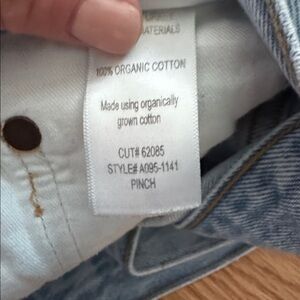 MATERIALS
100% ORGANIC COTTON
Made using organically
grown cotton
CUT# 62085
STYLE# A095-1141
PINCH